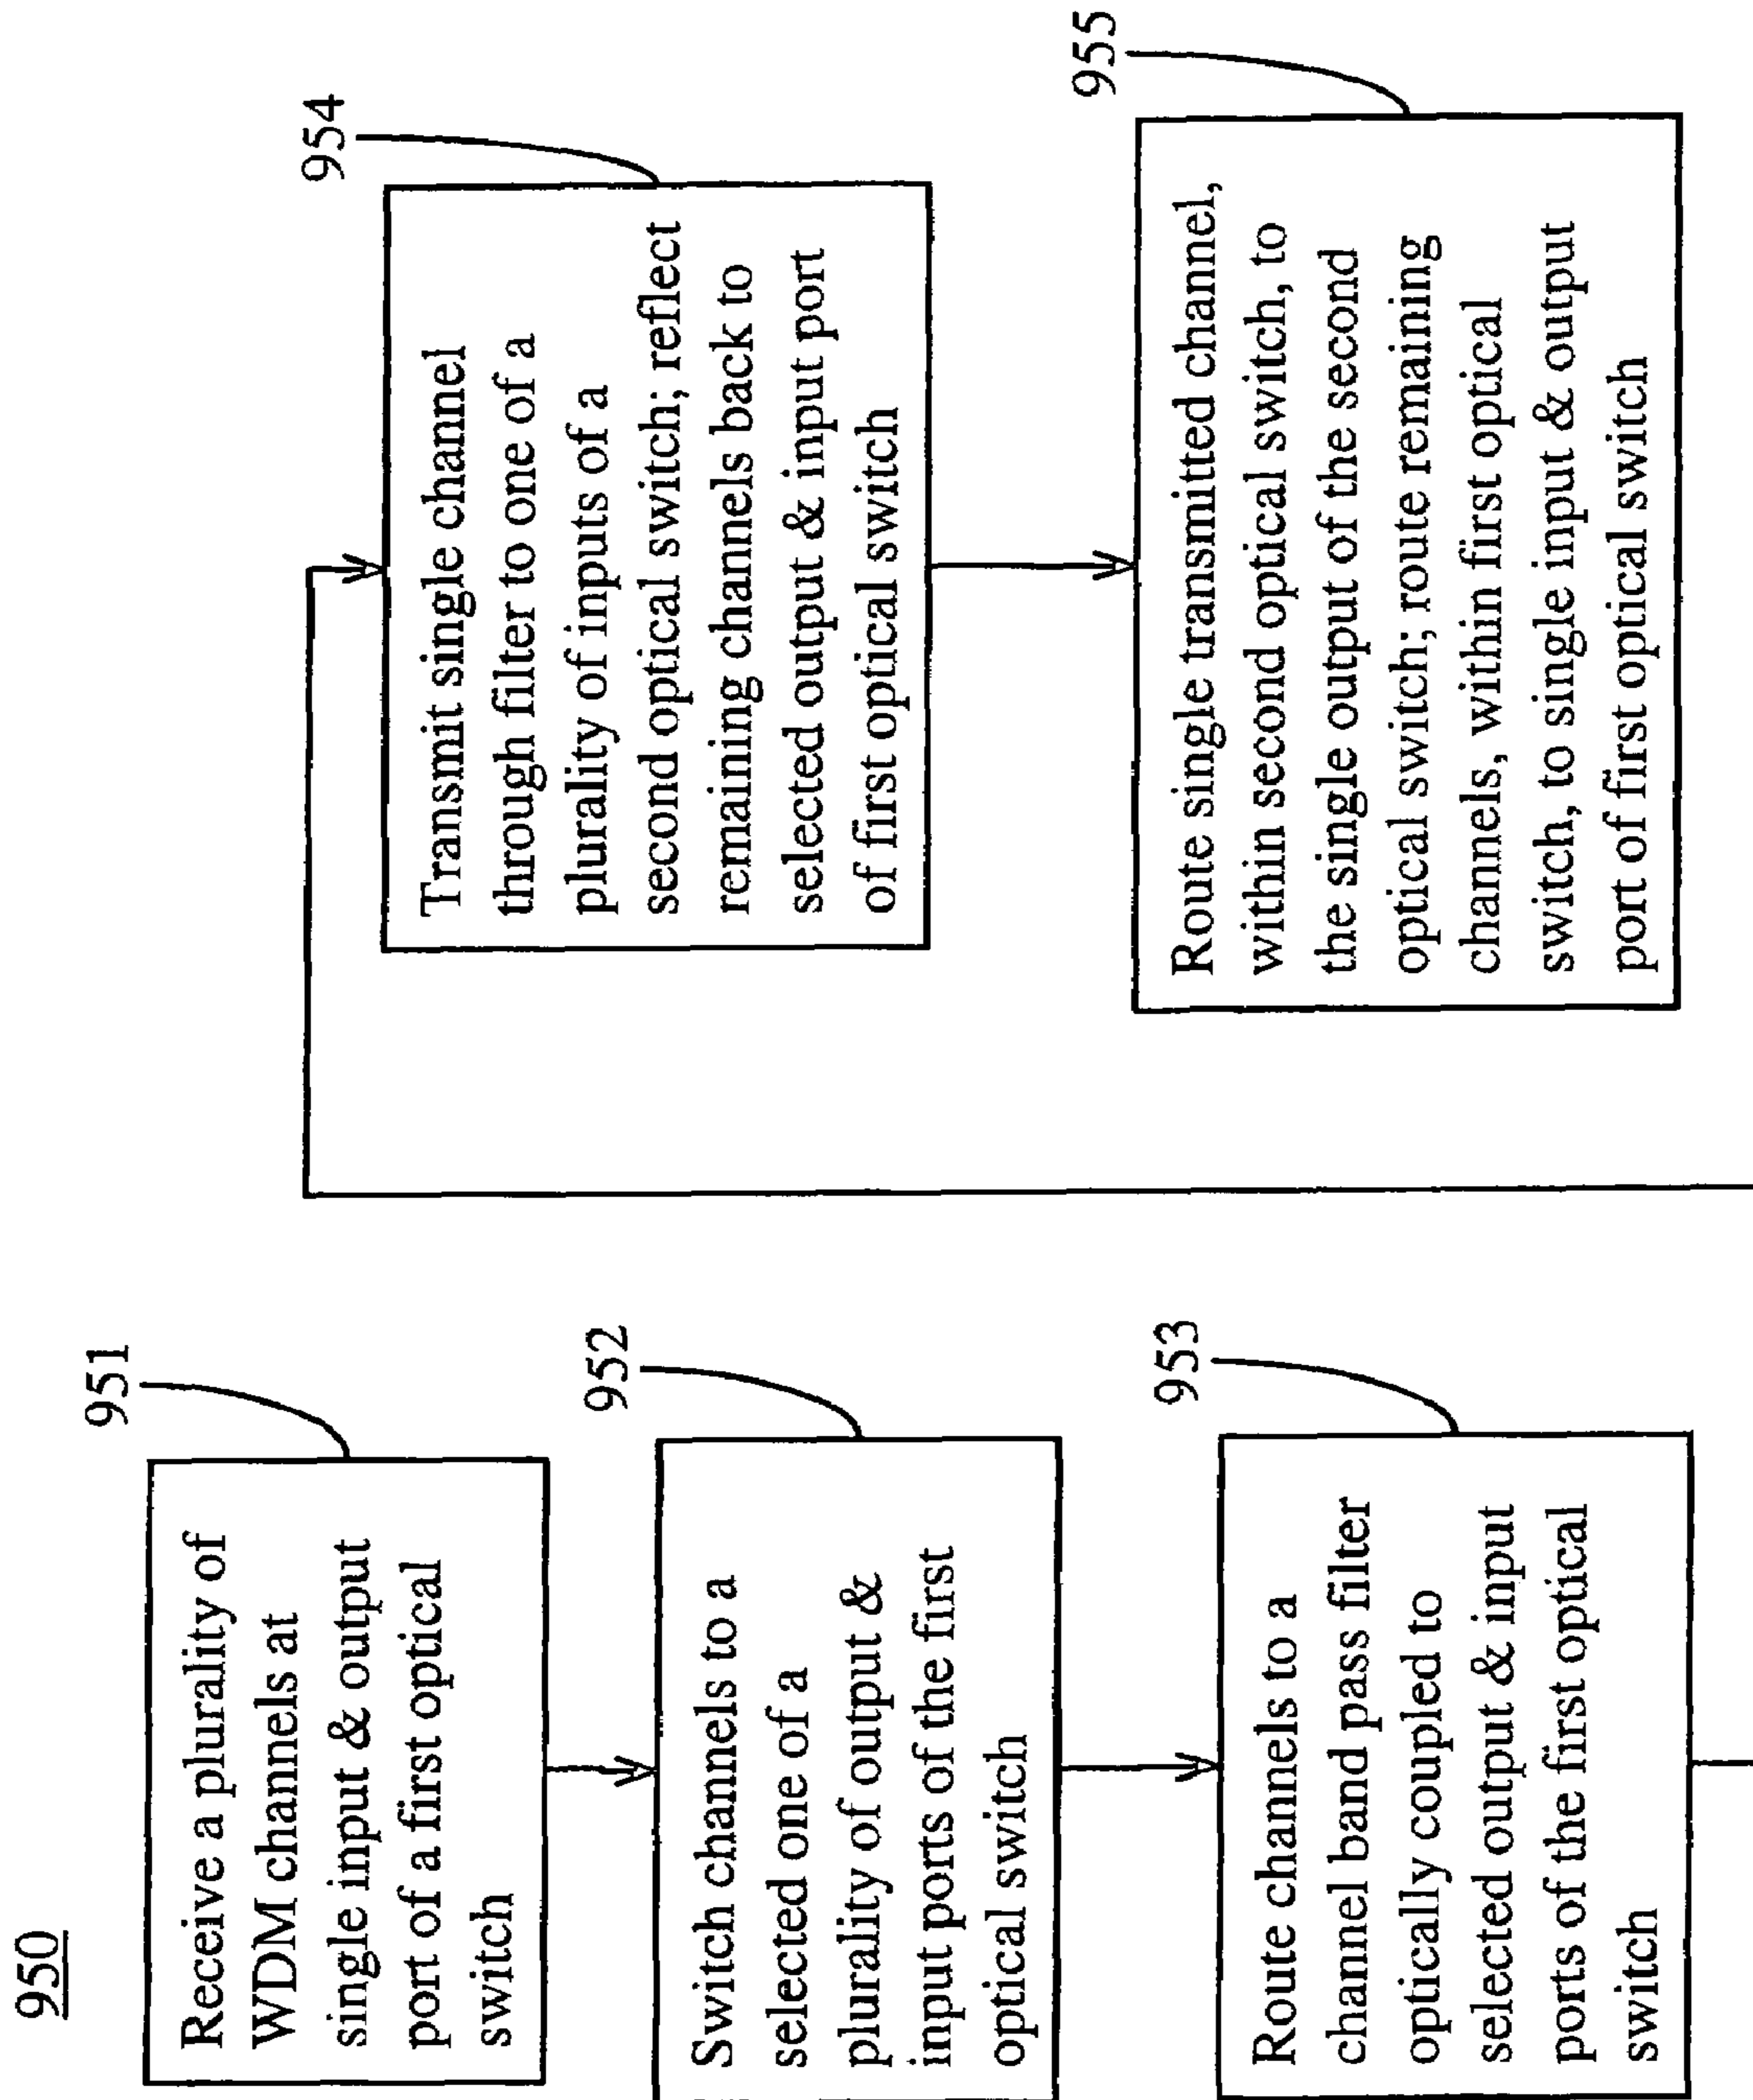 950
951
Receive a plurality of
WDM channels at
single input & output
port of a first optical
switch
952
Switch channels to a
selected one of a
plurality of output &
input ports of the first
optical switch
953
Route channels to a
channel band pass filter
optically coupled to
selected output & input
ports of the first optical
switch
954
Transmit single channel
through filter to one of a
plurality of inputs of a
second optical switch; reflect
remaining channels back to
selected output & input port
of first optical switch
955
Route single transmitted channel,
within second optical switch, to
the single output of the second
optical switch; route remaining
channels, within first optical
switch, to single input & output
port of first optical switch